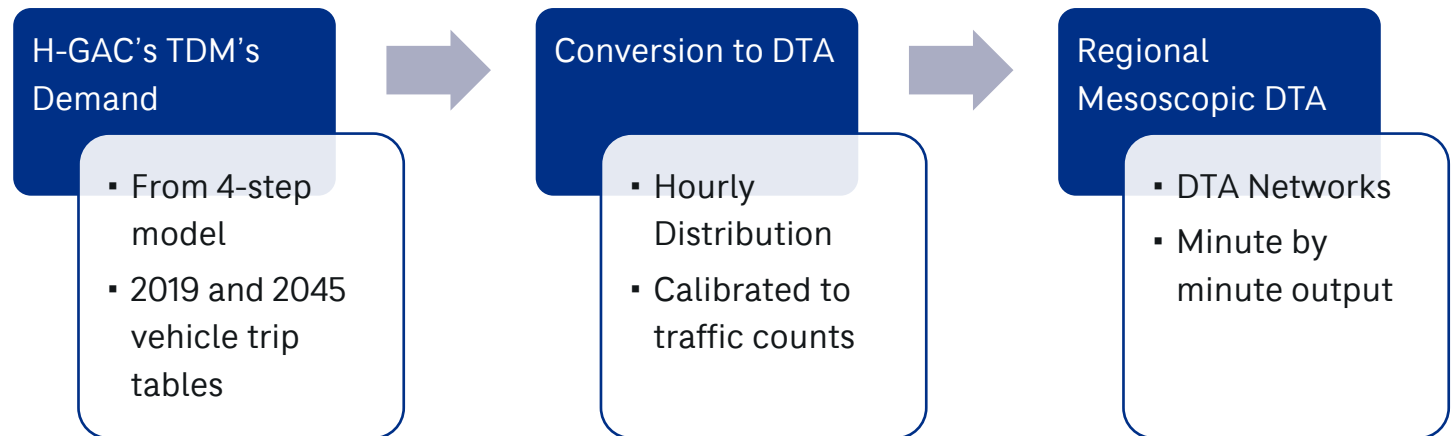 H-GAC’s TDM’s
Demand
▪ From 4-step
model
▪ 2019 and 2045
vehicle trip
tables
Conversion to DTA
▪ Hourly
Distribution
▪ Calibrated to
traffic counts
Regional
Mesoscopic DTA
▪ DTA Networks
▪ Minute by
minute output